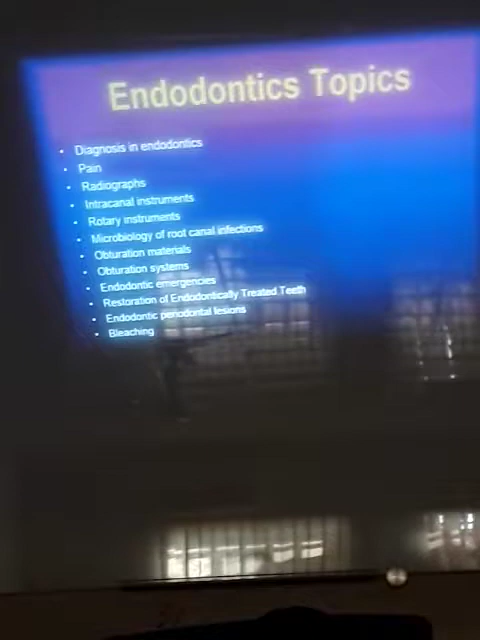 Endodontics Topics
• Diagnosis in endodontics
• Pain
• Radiographs
• Intracanal instruments
• Rotary instruments
• Microbiology of root canal infections
• Obturation materials
• Obturation systems
• Endodontic emergencies
• Restoration of Endodontically Treated Teeth
• Endodontic periodontal lesions
• Bleaching